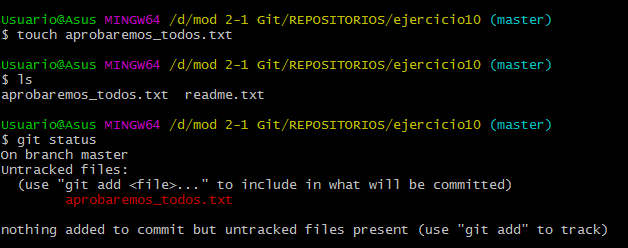 Usuario@Asus MINGW64 /d/mod 2-1 Git/REPOSITORIOS/ejercicio10 (master)
$ touch aprobaremos_todos.txt
Usuario@Asus MINGW64 /d/mod 2-1 Git/REPOSITORIOS/ejercicio10 (master)
$ ls
aprobaremos_todos.txt  readme.txt
Usuario@Asus MINGW64 /d/mod 2-1 Git/REPOSITORIOS/ejercicio10 (master)
$ git status
On branch master
Untracked files:
  (use "git add <file>..." to include in what will be committed)
        aprobaremos_todos.txt
nothing added to commit but untracked files present (use "git add" to track)